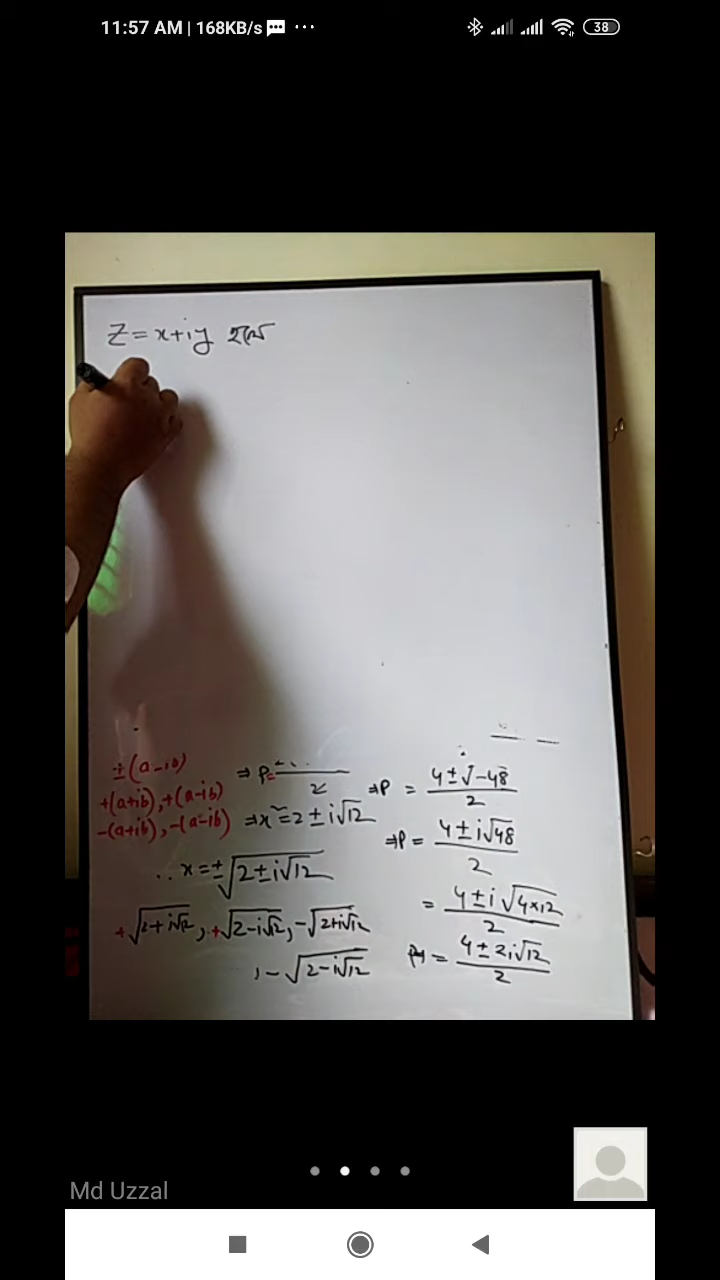 11:57 AM | 168KB/s ···
38
Z = x+iy হলে
±(a-ib)
+(a+ib), +(a-ib)
-(a+ib), -(a-ib)
⇒ P=
2
⇒ x² = 2 ± i√12
∴ x = ±√(2±i√12)
+√(2+i√12), +√(2-i√12), -√(2+i√12)
, -√(2-i√12)
⇒P = (4±√-48)/2
⇒P = (4±i√48)/2
= (4±i√(4×12))/2
= (4±2i√12)/2
Md Uzzal